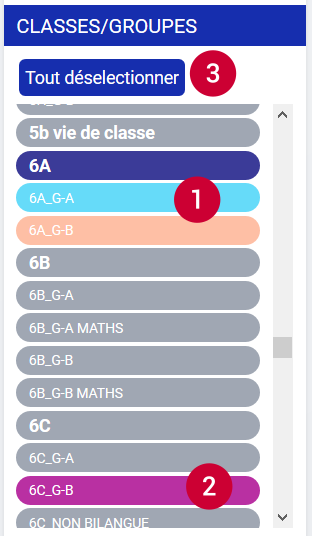 CLASSES/GROUPES
Tout déselectionner
3
5b vie de classe
6A
6A_G-A
1
6A_G-B
6B
6B_G-A
6B_G-A MATHS
6B_G-B
6B_G-B MATHS
6C
6C_G-A
6C_G-B
2
6C_NON BILANGUE